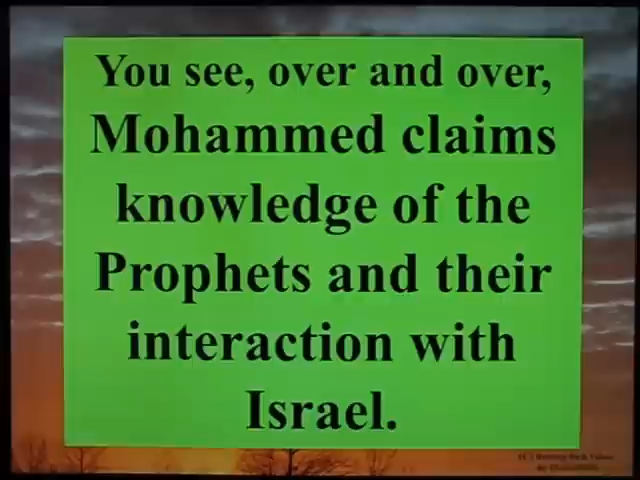 You see, over and over,
Mohammed claims
knowledge of the
Prophets and their
interaction with
Israel.